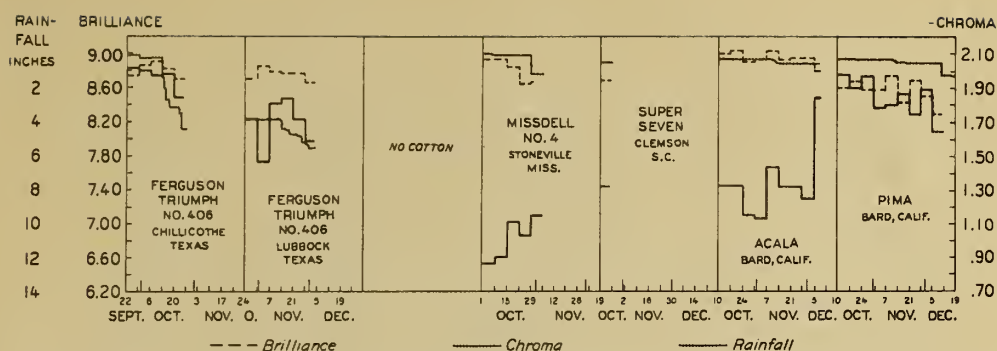 RAIN-
FALL
INCHES
2
4
6
8
10
12
14
BRILLIANCE
9.00
8.60
8.20
7.80
7.40
7.00
6.60
6.20
-CHROMA
2.10
1.90
1.70
1.50
1.30
1.10
.90
.70
FERGUSON
TRIUMPH
NO. 406
CHILLICOTHE
TEXAS
FERGUSON
TRIUMPH
NO. 406
LUBBOCK
TEXAS
NO COTTON
MISSDELL
NO. 4
STONEVILLE
MISS.
SUPER
SEVEN
CLEMSON
S.C.
ACALA
BARD, CALIF.
PIMA
BARD, CALIF.
22 6 20 3 17 24 7 21 5 19 1 15 29 12 26 19 2 16 30 14 10 24 7 21 5 10 24 7 21 5 19
SEPT. OCT. NOV. O. NOV. DEC. OCT. NOV. OCT. NOV. DEC. OCT. NOV. DEC. OCT. NOV. DEC.
Brilliance Chroma Rainfall